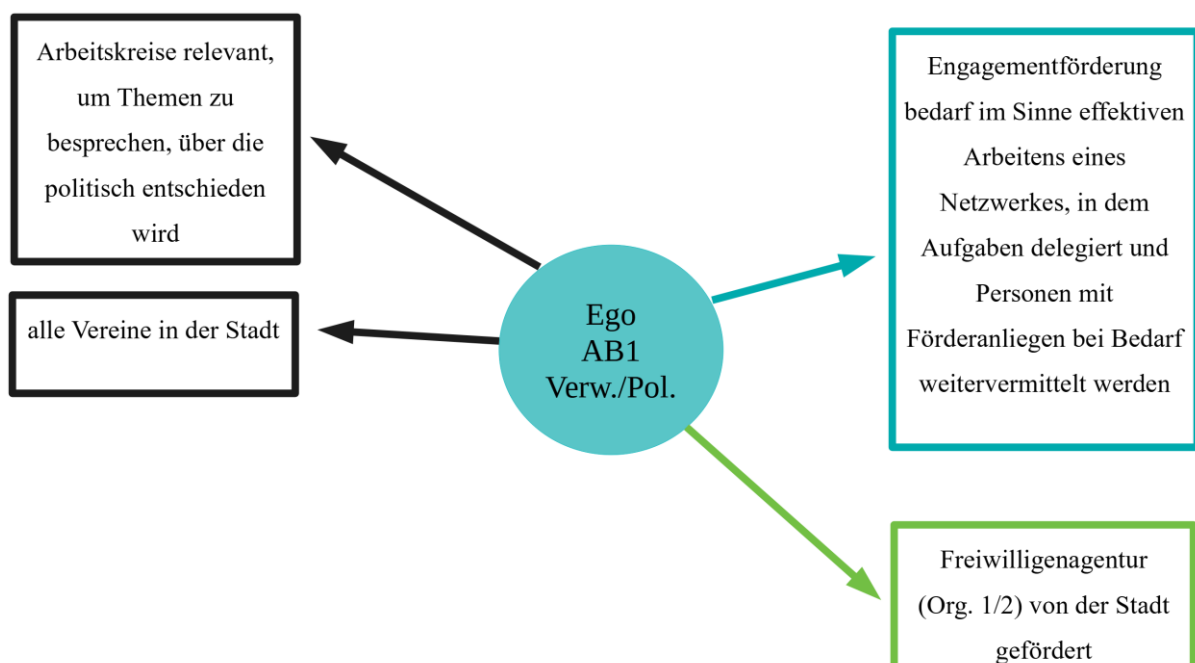 Arbeitskreise relevant,
um Themen zu
besprechen, über die
politisch entschieden
wird
alle Vereine in der Stadt
Ego
AB1
Verw./Pol.
Engagementförderung
bedarf im Sinne effektiven
Arbeitens eines
Netzwerkes, in dem
Aufgaben delegiert und
Personen mit
Förderanliegen bei Bedarf
weitervermittelt werden
Freiwilligenagentur
(Org. 1/2) von der Stadt
gefördert